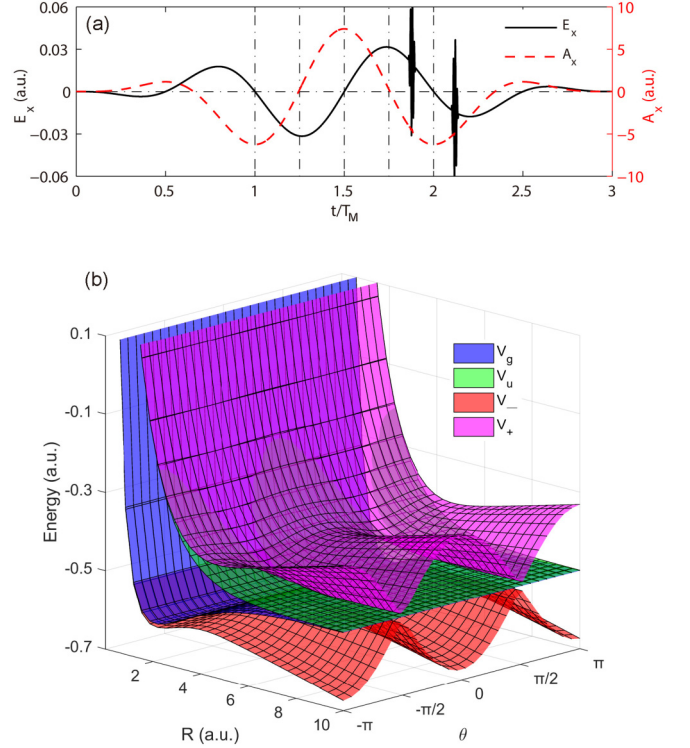 (a)
E_x
A_x
0.06
0.03
0
−0.03
−0.06
E_x (a.u.)
10
5
0
−5
−10
A_x (a.u.)
0 0.5 1 1.5 2 2.5 3
t/T_M
(b)
V_g
V_u
V_−
V_+
0.1
-0.1
-0.3
-0.5
-0.7
Energy (a.u.)
2 4 6 8 10
R (a.u.)
-π -π/2 0 π/2 π
θ